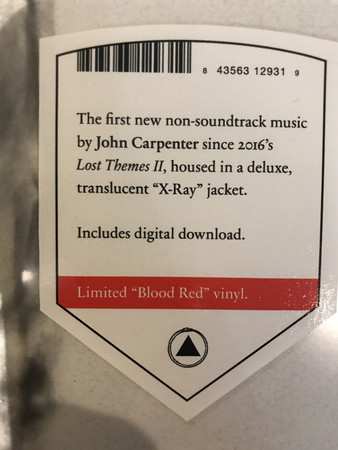 8 43563 12931 9
The first new non-soundtrack music
by John Carpenter since 2016's
Lost Themes II, housed in a deluxe,
translucent “X-Ray” jacket.
Includes digital download.
Limited “Blood Red” vinyl.